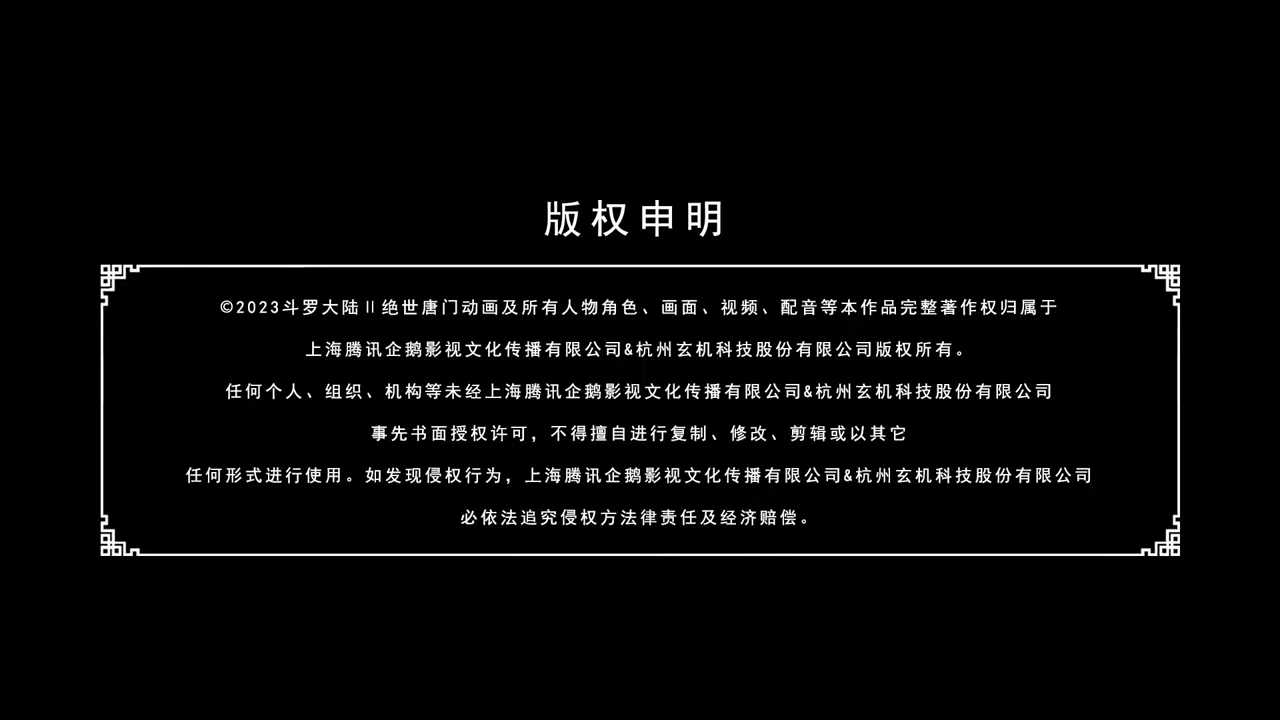 版权申明
©2023斗罗大陆Ⅱ绝世唐门动画及所有人物角色、画面、视频、配音等本作品完整著作权归属于
上海腾讯企鹅影视文化传播有限公司&杭州玄机科技股份有限公司版权所有。
任何个人、组织、机构等未经上海腾讯企鹅影视文化传播有限公司&杭州玄机科技股份有限公司
事先书面授权许可，不得擅自进行复制、修改、剪辑或以其它
任何形式进行使用。如发现侵权行为，上海腾讯企鹅影视文化传播有限公司&杭州玄机科技股份有限公司
必依法追究侵权方法律责任及经济赔偿。